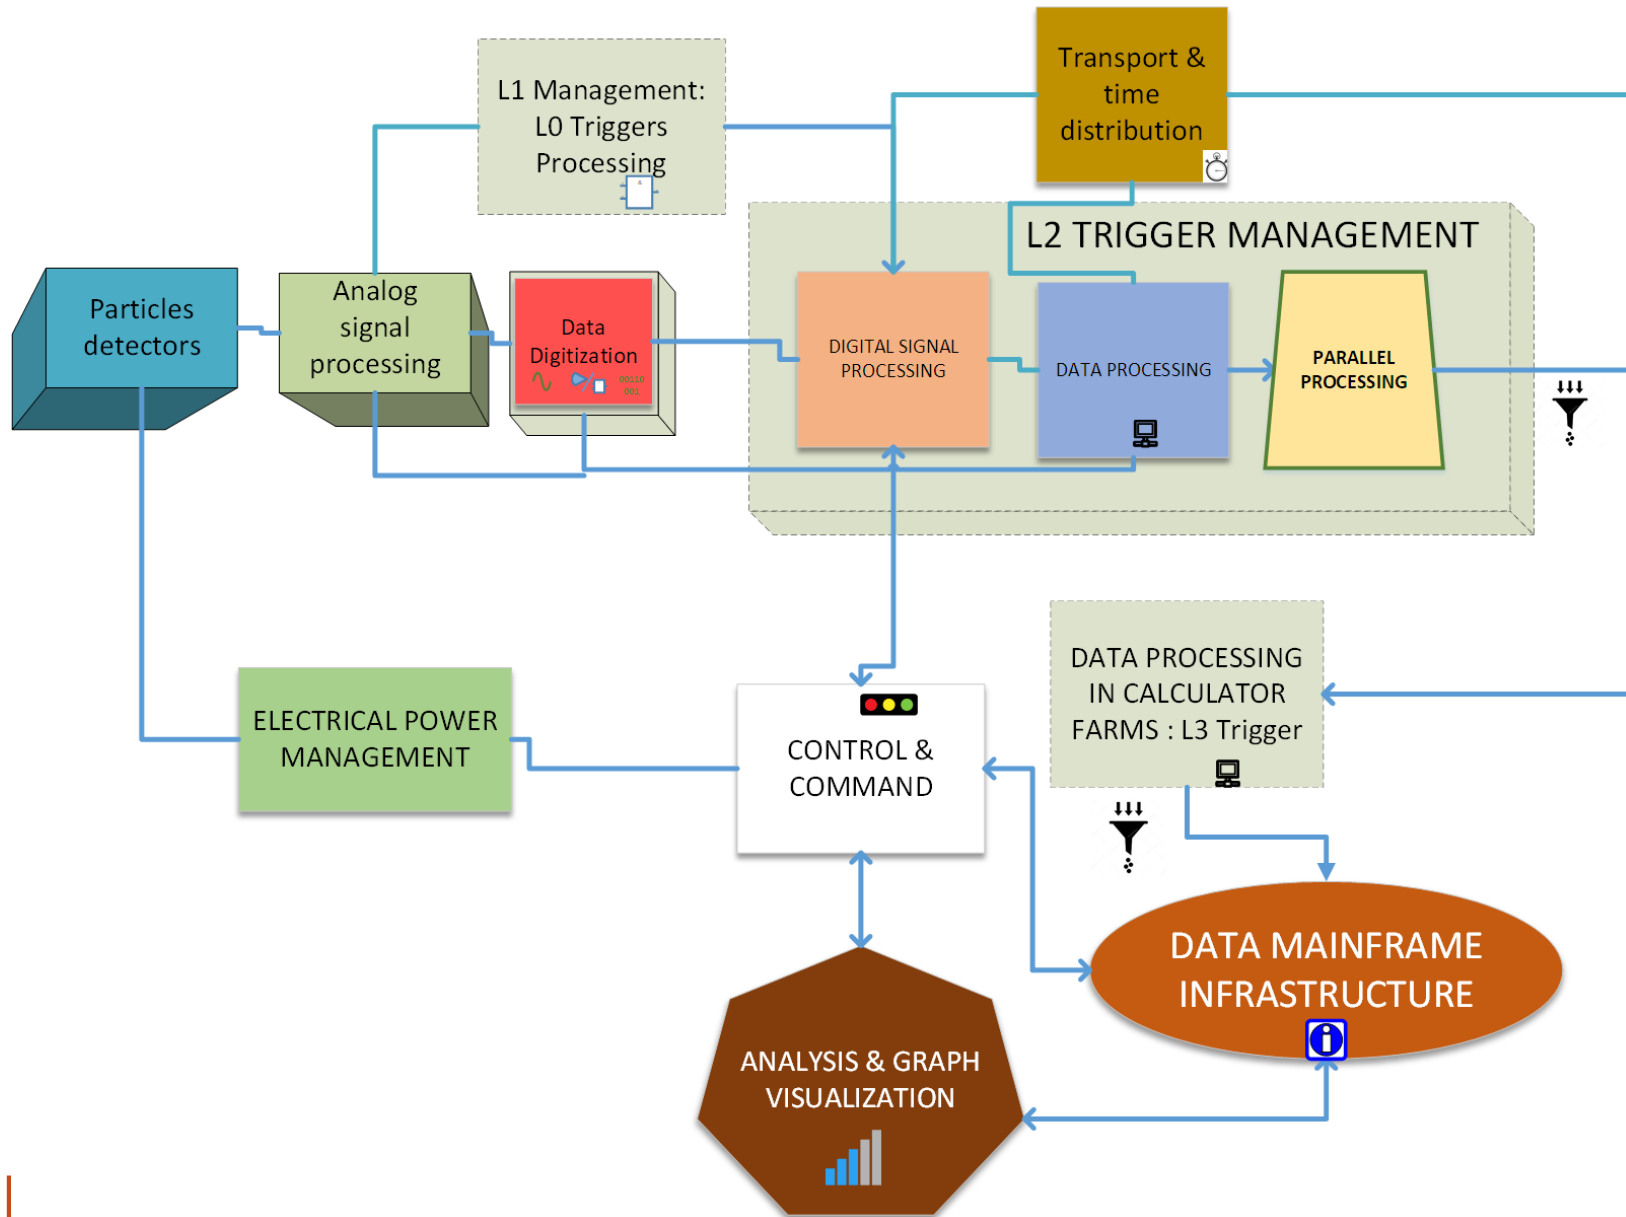 L1 Management:
L0 Triggers
Processing
&
Transport &
time
distribution
L2 TRIGGER MANAGEMENT
Particles
detectors
Analog
signal
processing
Data
Digitization
00110
001
DIGITAL SIGNAL
PROCESSING
DATA PROCESSING
PARALLEL
PROCESSING
ELECTRICAL POWER
MANAGEMENT
CONTROL &
COMMAND
DATA PROCESSING
IN CALCULATOR
FARMS : L3 Trigger
DATA MAINFRAME
INFRASTRUCTURE
i
ANALYSIS & GRAPH
VISUALIZATION